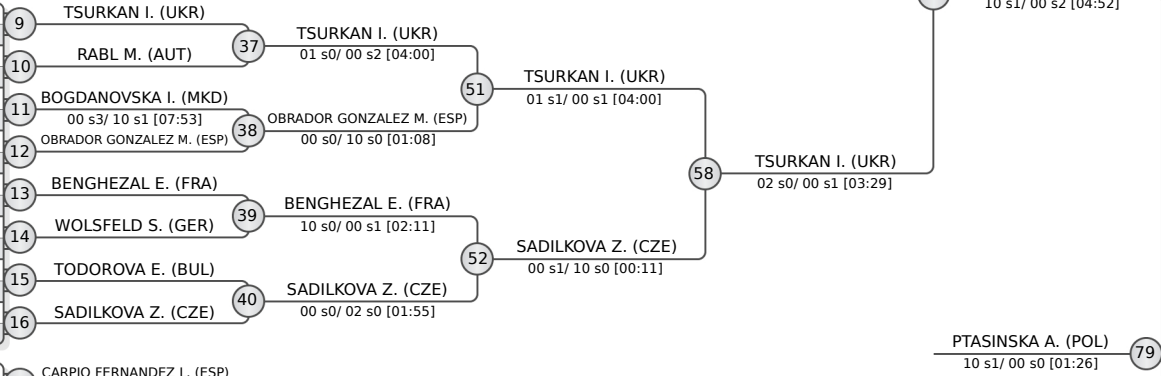 10 s1/ 00 s2 [04:52]
9
TSURKAN I. (UKR)
37
TSURKAN I. (UKR)
01 s0/ 00 s2 [04:00]
10
RABL M. (AUT)
51
TSURKAN I. (UKR)
01 s1/ 00 s1 [04:00]
11
BOGDANOVSKA I. (MKD)
00 s3/ 10 s1 [07:53]
38
OBRADOR GONZALEZ M. (ESP)
00 s0/ 10 s0 [01:08]
12
OBRADOR GONZALEZ M. (ESP)
58
TSURKAN I. (UKR)
02 s0/ 00 s1 [03:29]
13
BENGHEZAL E. (FRA)
39
BENGHEZAL E. (FRA)
10 s0/ 00 s1 [02:11]
14
WOLSFELD S. (GER)
52
SADILKOVA Z. (CZE)
00 s1/ 10 s0 [00:11]
15
TODOROVA E. (BUL)
40
SADILKOVA Z. (CZE)
00 s0/ 02 s0 [01:55]
16
SADILKOVA Z. (CZE)
PTASINSKA A. (POL)
10 s1/ 00 s0 [01:26]
79
CARPIO FERNANDEZ L. (ESP)